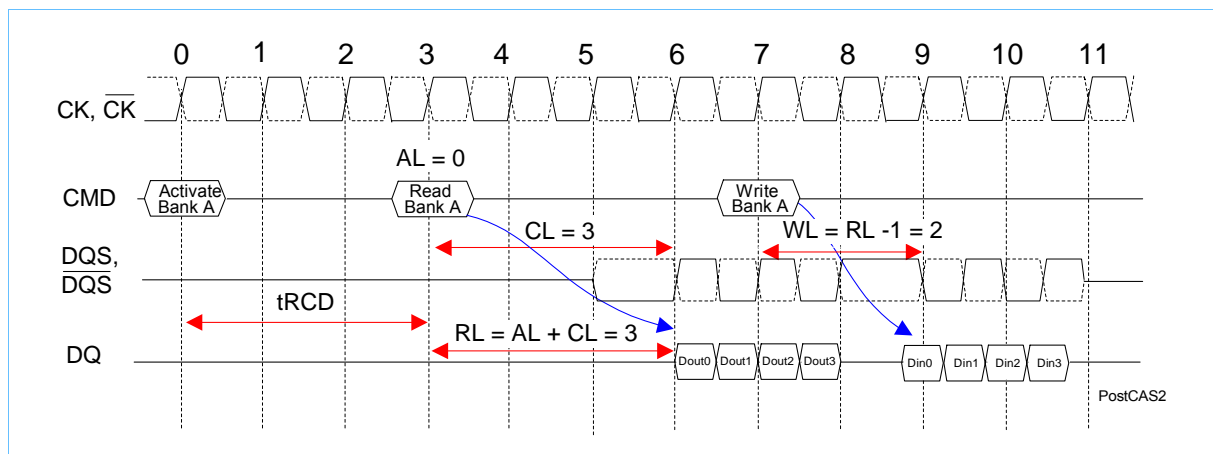 0 1 2 3 4 5 6 7 8 9 10 11
CK, C̅K̅
AL = 0
CMD
Activate
Bank A
Read
Bank A
Write
Bank A
CL = 3
WL = RL -1 = 2
DQS,
D̅Q̅S̅
tRCD
RL = AL + CL = 3
DQ
Dout0 Dout1 Dout2 Dout3
Din0 Din1 Din2 Din3
PostCAS2